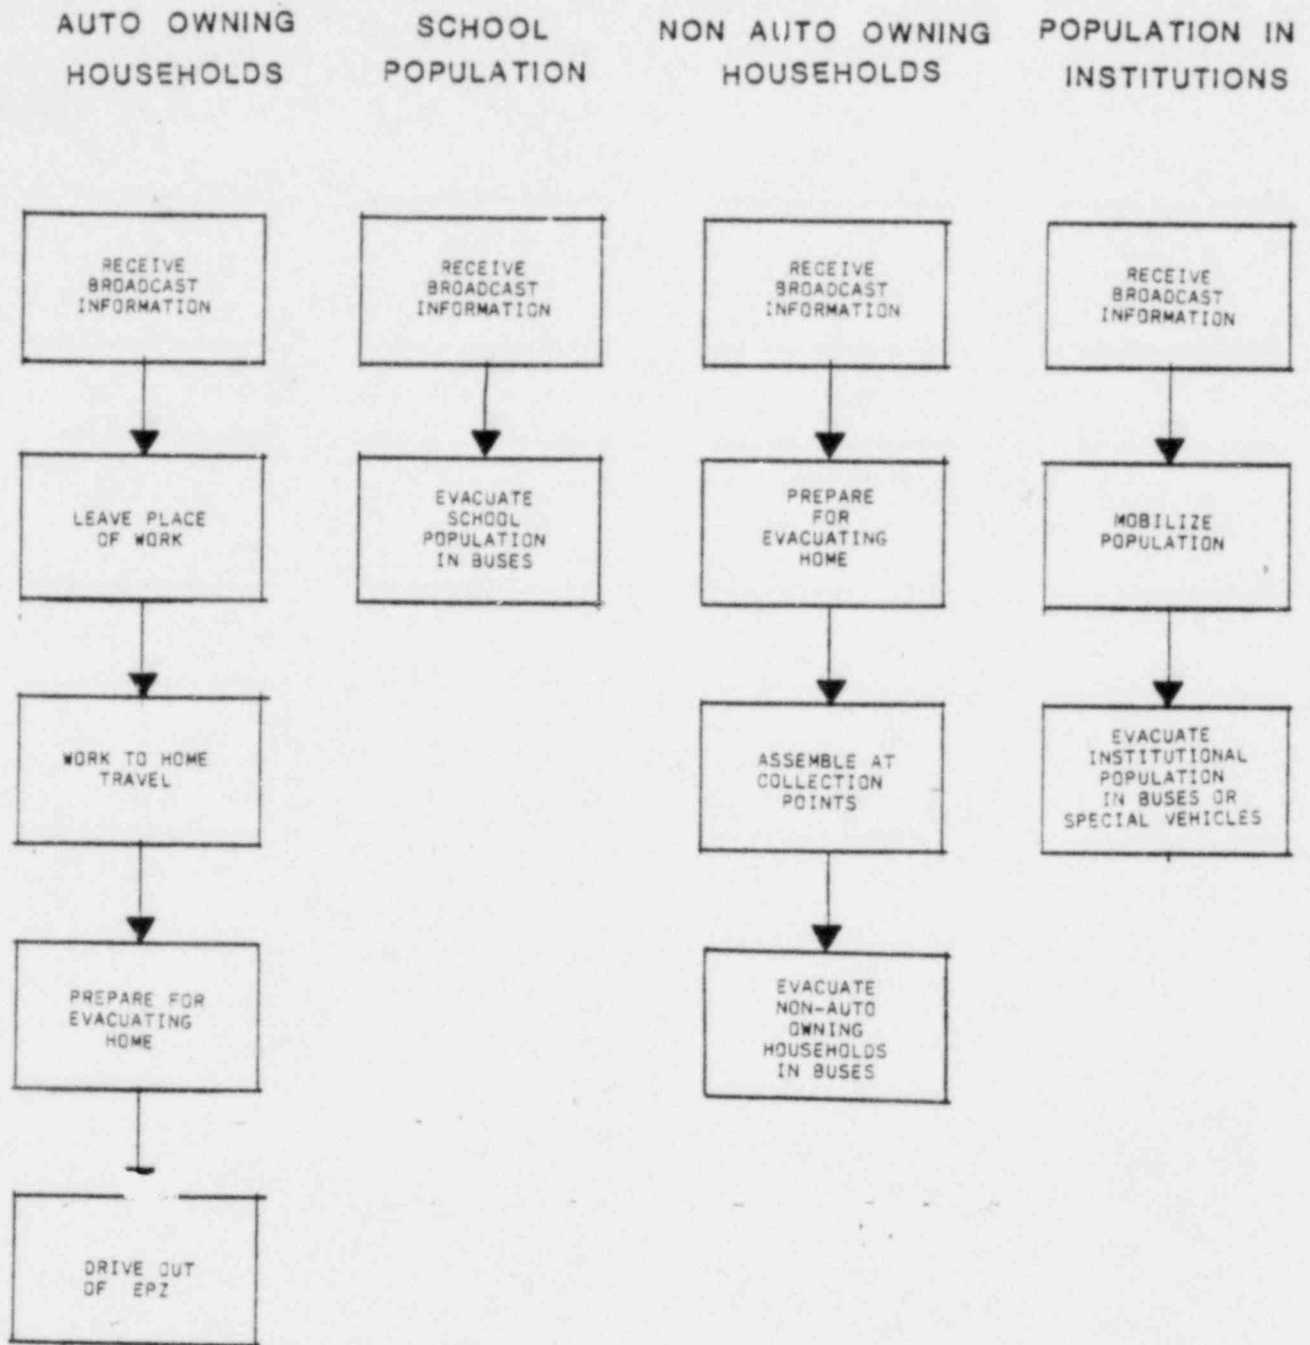 AUTO OWNING
HOUSEHOLDS
RECEIVE
BROADCAST
INFORMATION
LEAVE PLACE
OF WORK
WORK TO HOME
TRAVEL
PREPARE FOR
EVACUATING
HOME
DRIVE OUT
OF EPZ
SCHOOL
POPULATION
RECEIVE
BROADCAST
INFORMATION
EVACUATE
SCHOOL
POPULATION
IN BUSES
NON AUTO OWNING
HOUSEHOLDS
RECEIVE
BROADCAST
INFORMATION
PREPARE
FOR
EVACUATING
HOME
ASSEMBLE AT
COLLECTION
POINTS
EVACUATE
NON-AUTO
OWNING
HOUSEHOLDS
IN BUSES
POPULATION IN
INSTITUTIONS
RECEIVE
BROADCAST
INFORMATION
MOBILIZE
POPULATION
EVACUATE
INSTITUTIONAL
POPULATION
IN BUSES OR
SPECIAL VEHICLES